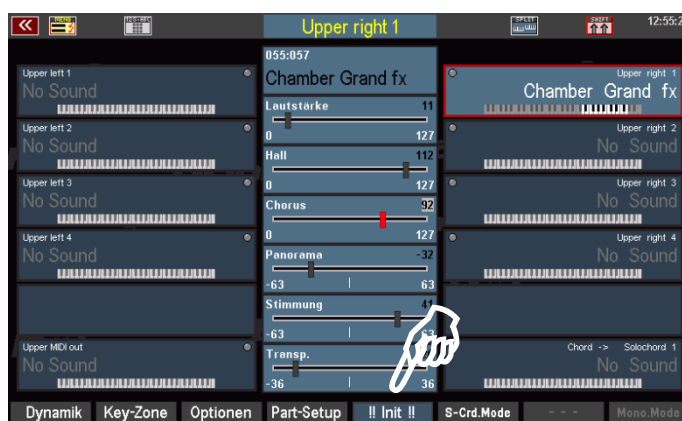 MENU
SPLIT
SHIFT
12:55:2
Upper right 1
055:057
Chamber Grand fx
Lautstärke 11
0 127
Hall 112
0 127
Chorus 92
0 127
Panorama -32
-63 63
Stimmung 41
-63 63
Transp.
-36 36
Upper left 1
No Sound
Upper left 2
No Sound
Upper left 3
No Sound
Upper left 4
No Sound
Upper MIDI out
No Sound
Upper right 1
Chamber Grand fx
Upper right 2
No Sound
Upper right 3
No Sound
Upper right 4
No Sound
Chord -> Solochord 1
No Sound
Dynamik Key-Zone Optionen Part-Setup !! Init !! S-Crd.Mode - - - Mono.Mode